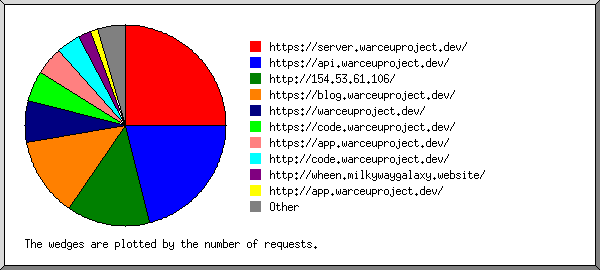 https://server.warceuproject.dev/
https://api.warceuproject.dev/
http://154.53.61.106/
https://blog.warceuproject.dev/
https://warceuproject.dev/
https://code.warceuproject.dev/
https://app.warceuproject.dev/
http://code.warceuproject.dev/
http://wheen.milkywaygalaxy.website/
http://app.warceuproject.dev/
Other
The wedges are plotted by the number of requests.